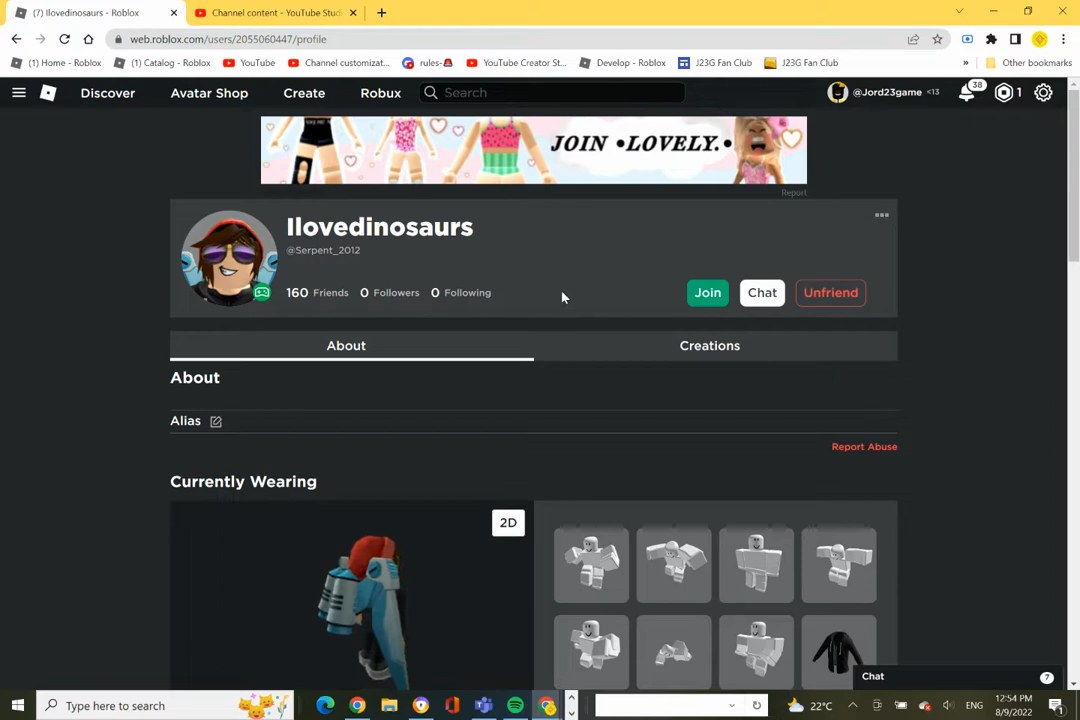 (7) Ilovedinosaurs - Roblox
Channel content - YouTube Studi
web.roblox.com/users/2055060447/profile
(1) Home - Roblox
(1) Catalog - Roblox
YouTube
Channel customizat...
rules-
YouTube Creator St...
Develop - Roblox
J23G Fan Club
J23G Fan Club
»
Other bookmarks
Discover
Avatar Shop
Create
Robux
Search
@Jord23game <13
38
1
JOIN •LOVELY.•
Report
Ilovedinosaurs
@Serpent_2012
160 Friends 0 Followers 0 Following
Join
Chat
Unfriend
About
Creations
About
Alias
Report Abuse
Currently Wearing
2D
Chat
7
Type here to search
22°C
ENG
12:54 PM
8/9/2022
1